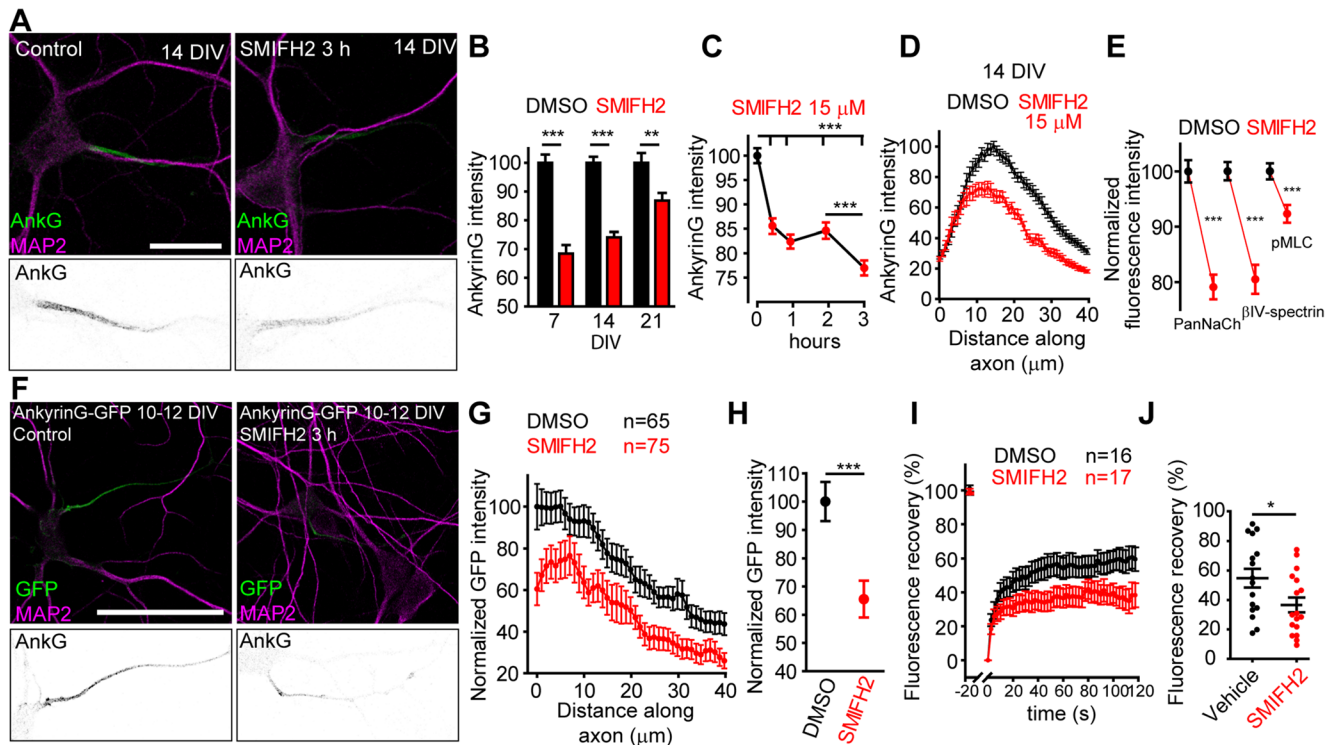 A
Control
14 DIV
AnkG
MAP2
SMIFH2 3 h
14 DIV
AnkG
MAP2
AnkG
AnkG
B
DMSO SMIFH2
*** *** **
AnkyrinG intensity
100
90
80
70
60
50
7 14 21
DIV
C
SMIFH2 15 μM
***
***
AnkyrinG intensity
105
100
95
90
85
80
75
0 1 2 3
hours
D
14 DIV
DMSO SMIFH2
15 μM
AnkyrinG intensity
100
80
60
40
20
0
0 10 20 30 40
Distance along
axon (μm)
E
DMSO SMIFH2
Normalized
fluorescence intensity
100
90
80
***
***
***
pMLC
PanNaCh
βIV-spectrin
F
AnkyrinG-GFP 10-12 DIV
Control
GFP
MAP2
AnkyrinG-GFP 10-12 DIV
SMIFH2 3 h
GFP
MAP2
AnkG
AnkG
G
DMSO n=65
SMIFH2 n=75
Normalized GFP intensity
120
100
80
60
40
20
0 10 20 30 40
Distance along
axon (μm)
H
***
Normalized GFP intensity
110
100
90
80
70
60
50
40
DMSO
SMIFH2
I
DMSO n=16
SMIFH2 n=17
Fluorescence recovery (%)
100
80
60
40
20
0
-20 0 20 40 60 80 100 120
time (s)
J
*
Fluorescence recovery (%)
100
80
60
40
20
0
Vehicle
SMIFH2